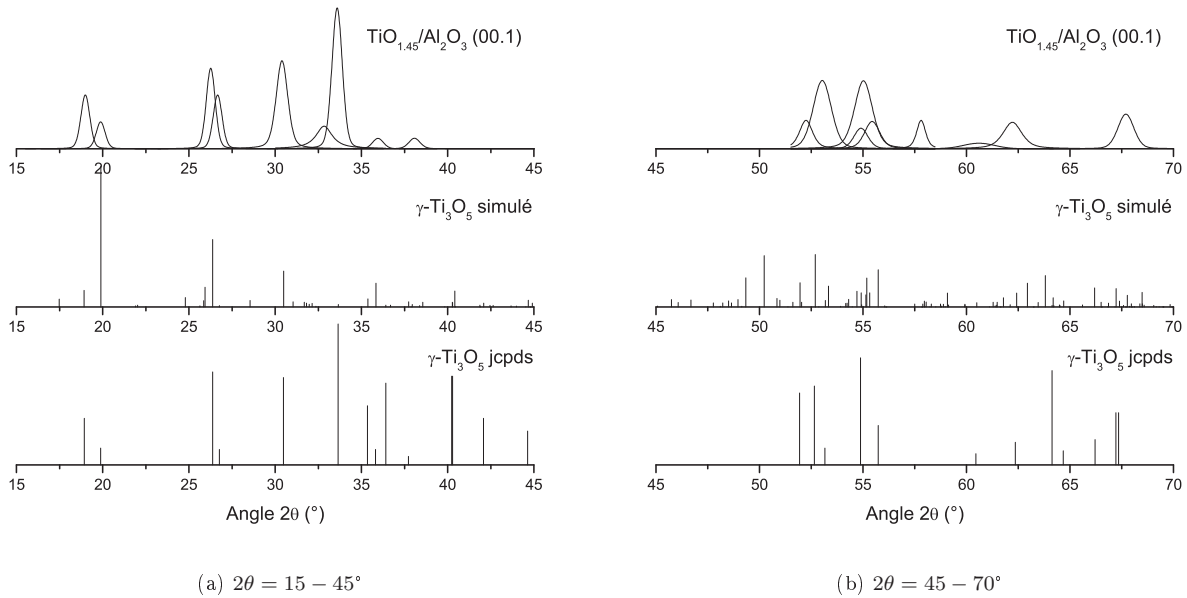 TiO1.45/Al2O3 (00.1)
15 20 25 30 35 40 45
γ-Ti3O5 simulé
15 20 25 30 35 40 45
γ-Ti3O5 jcpds
15 20 25 30 35 40 45
Angle 2θ (°)
(a) 2θ = 15 − 45°
TiO1.45/Al2O3 (00.1)
45 50 55 60 65 70
γ-Ti3O5 simulé
45 50 55 60 65 70
γ-Ti3O5 jcpds
45 50 55 60 65 70
Angle 2θ (°)
(b) 2θ = 45 − 70°